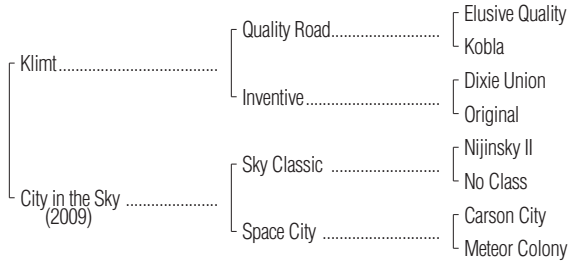 Elusive Quality
Quality Road....................
Kobla
Klimt................................
Dixie Union
Inventive.........................
Original
Nijinsky II
Sky Classic ....................
No Class
City in the Sky ..................
(2009)
Carson City
Space City .....................
Meteor Colony